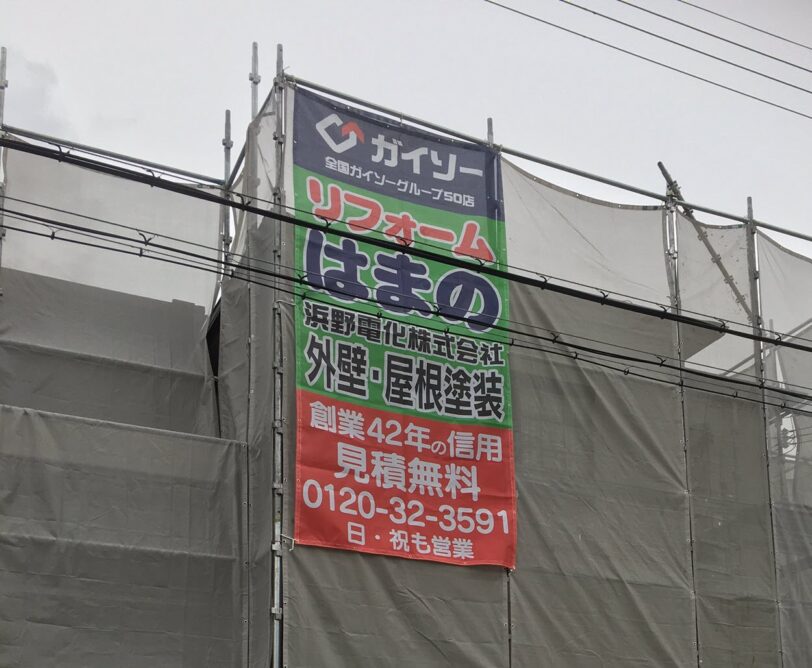 ガイソー
全国ガイソーグループ50店
リフォーム
はまの
浜野電化株式会社
外壁・屋根塗装
創業42年の信用
見積無料
0120-32-3591
日・祝も営業